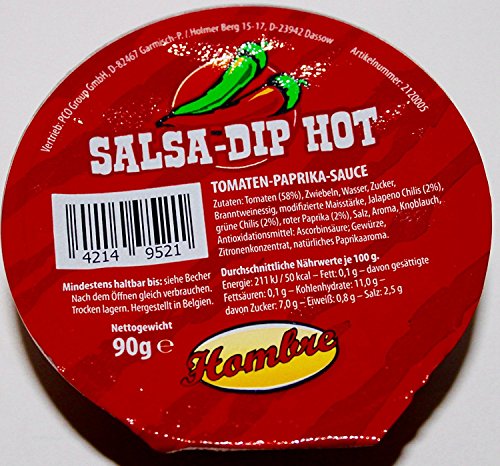 Vertrieb: PCO Group GmbH, D-82467 Garmisch-P. / Holmer Berg 15-17, D-23942 Dassow
Artikelnummer: 2120005
SALSA-DIP HOT
TOMATEN-PAPRIKA-SAUCE
Zutaten: Tomaten (58%), Zwiebeln, Wasser, Zucker,
Branntweinessig, modifizierte Maisstärke, Jalapeno Chilis (2%),
grüne Chilis (2%), roter Paprika (2%), Salz, Aroma, Knoblauch,
Antioxidationsmittel: Ascorbinsäure; Gewürze,
Zitronenkonzentrat, natürliches Paprikaaroma.
4214 9521
Mindestens haltbar bis: siehe Becher
Nach dem Öffnen gleich verbrauchen.
Trocken lagern. Hergestellt in Belgien.
Nettogewicht
90g e
Durchschnittliche Nährwerte je 100 g.
Energie: 211 kJ / 50 kcal – Fett: 0,1 g – davon gesättigte
Fettsäuren: 0,1 g – Kohlenhydrate: 11,0 g –
davon Zucker: 7,0 g – Eiweiß: 0,8 g – Salz: 2,5 g
Hombre